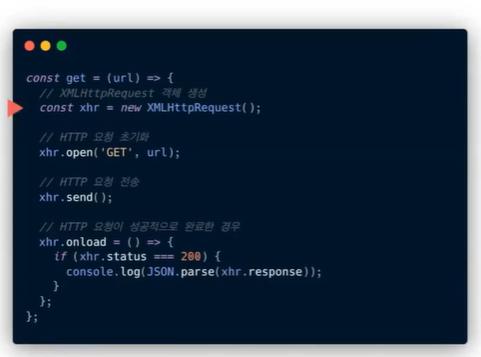 const get = (url) => {
// XMLHttpRequest 객체 생성
const xhr = new XMLHttpRequest();
// HTTP 요청 초기화
xhr.open('GET', url);
// HTTP 요청 전송
xhr.send();
// HTTP 요청이 성공적으로 완료한 경우
xhr.onload = () => {
if (xhr.status === 200) {
console.log(JSON.parse(xhr.response));
}
};
};